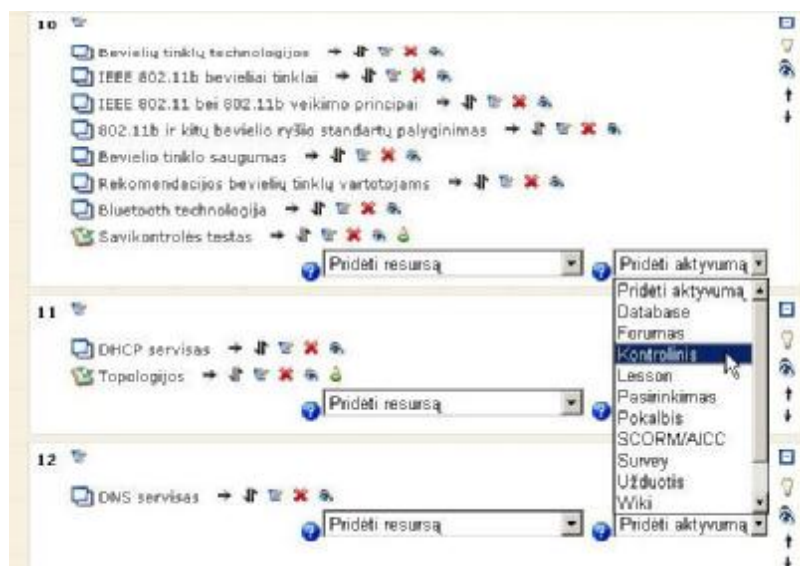 10
Bevielių tinklų technologijos
IEEE 802.11b bevieliai tinklai
IEEE 802.11 bei 802.11b veikimo principai
802.11b ir kitų bevielio ryšio standartų palyginimas
Bevielio tinklo saugumas
Rekomendacijos bevielių tinklų vartotojams
Bluetooth technologija
Savikontrolės testas
Pridėti resursą Pridėti aktyvumą
Pridėti aktyvumą
Database
Forumas
Kontrolinis
Lesson
Pasirinkimas
Pokalbis
SCORM/AICC
Survey
Užduotis
Wiki
11
DHCP servisas
Topologijos
Pridėti resursą
12
DNS servisas
Pridėti resursą Pridėti aktyvumą